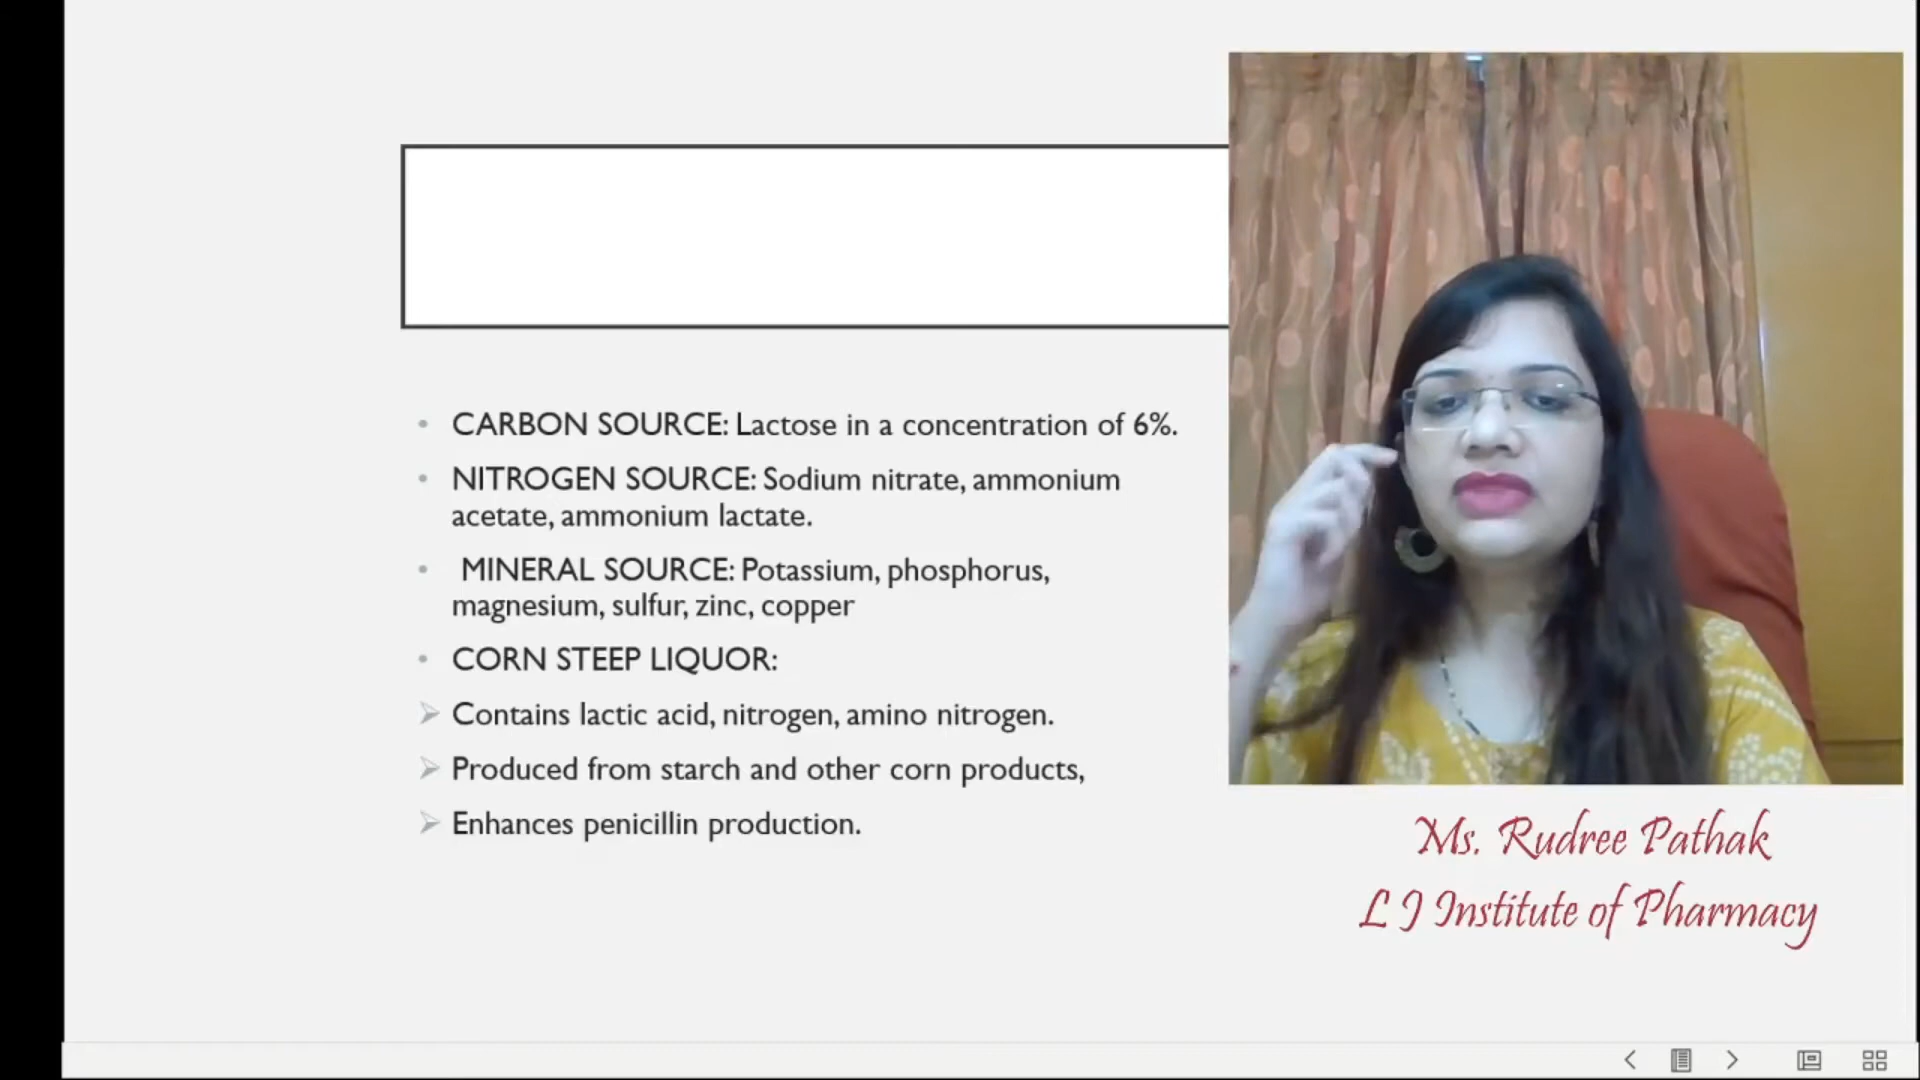 CARBON SOURCE: Lactose in a concentration of 6%.
NITROGEN SOURCE: Sodium nitrate, ammonium
acetate, ammonium lactate.
MINERAL SOURCE: Potassium, phosphorus,
magnesium, sulfur, zinc, copper
CORN STEEP LIQUOR:
Contains lactic acid, nitrogen, amino nitrogen.
Produced from starch and other corn products,
Enhances penicillin production.
Ms. Rudree Pathak
L J Institute of Pharmacy